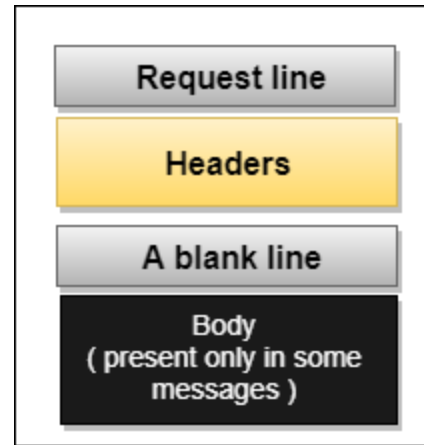 Request line
Headers
A blank line
Body
( present only in some
messages )